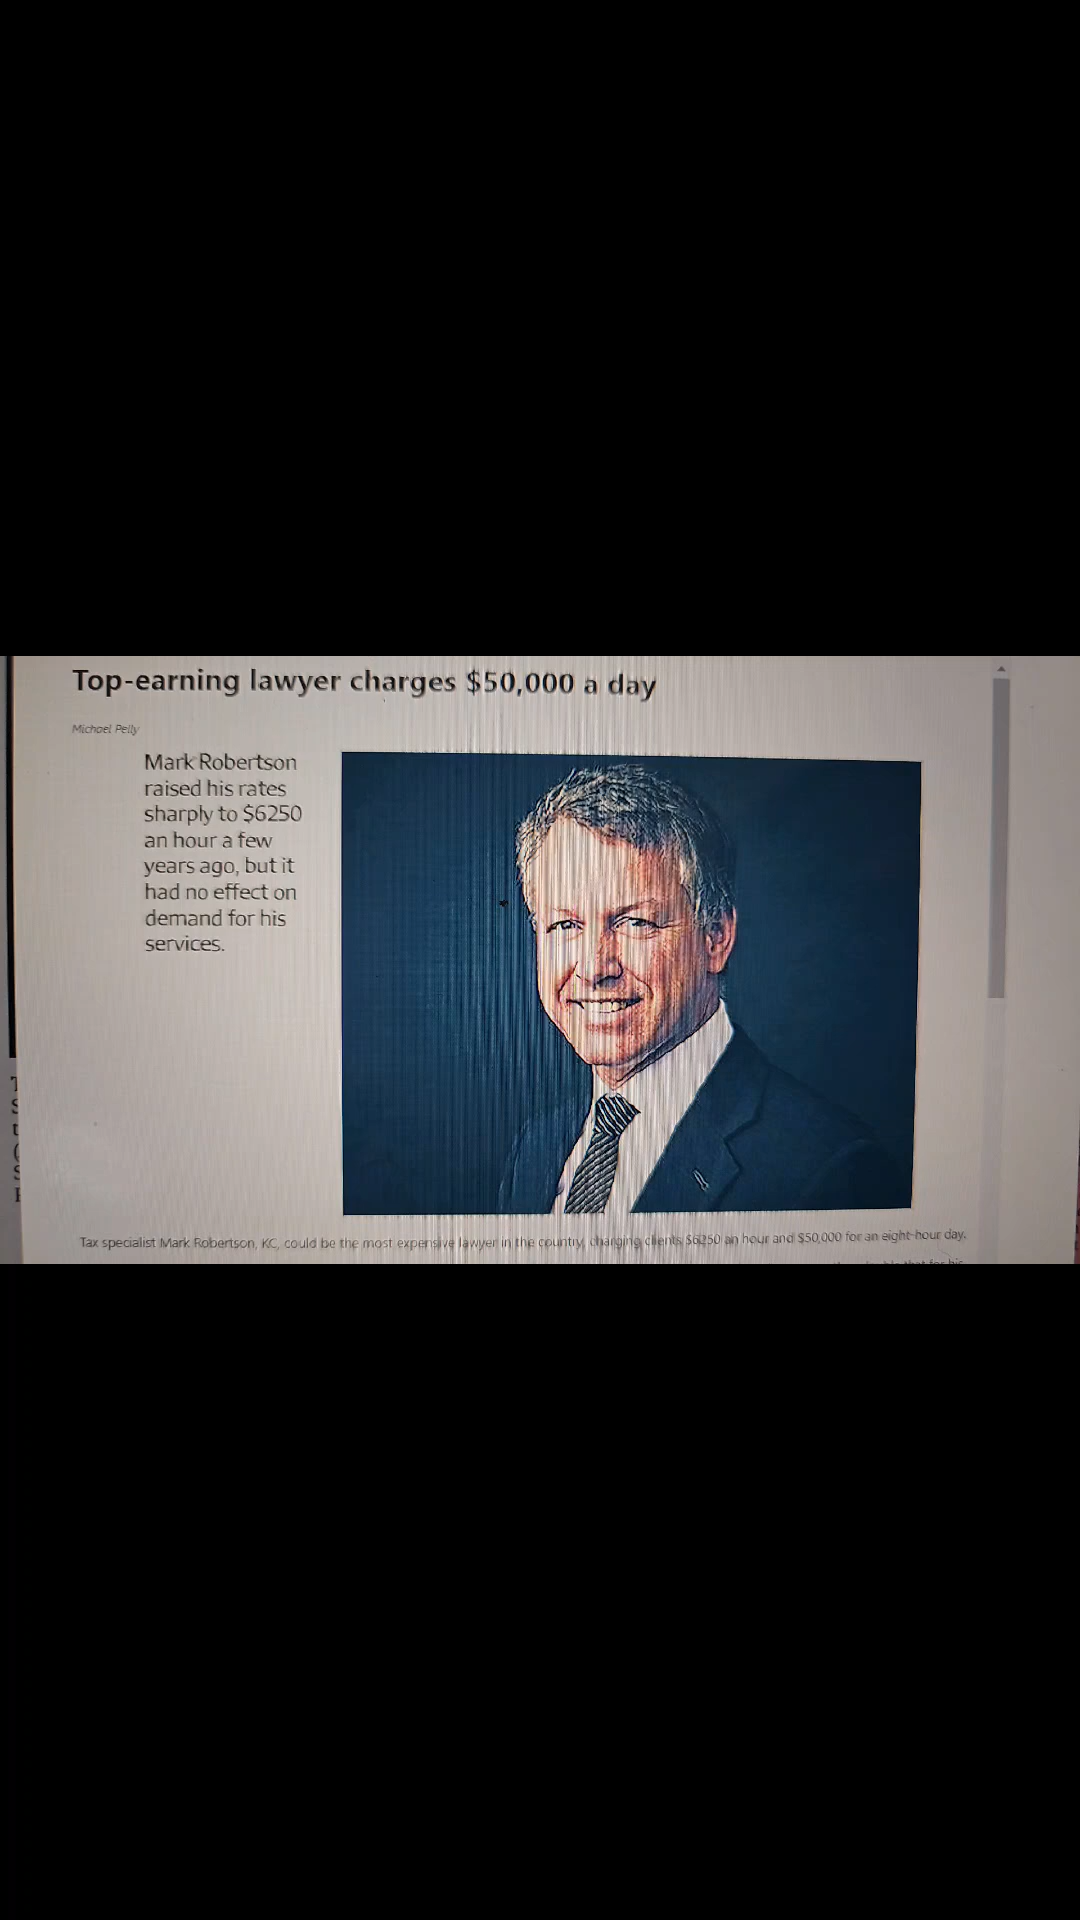 Top-earning lawyer charges $50,000 a day
Michael Pelly
Mark Robertson
raised his rates
sharply to $6250
an hour a few
years ago, but it
had no effect on
demand for his
services.
Tax specialist Mark Robertson, KC, could be the most expensive lawyer in the country, charging clients $6250 an hour and $50,000 for an eight-hour day.